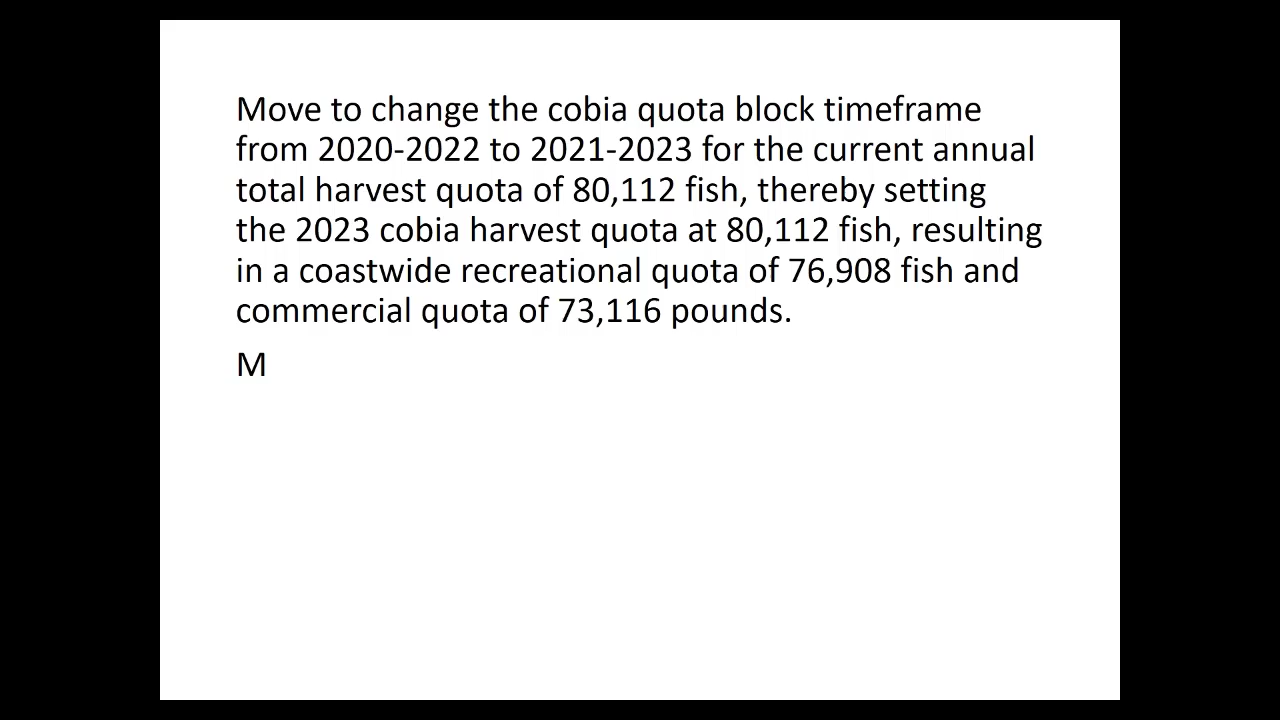 Move to change the cobia quota block timeframe
from 2020-2022 to 2021-2023 for the current annual
total harvest quota of 80,112 fish, thereby setting
the 2023 cobia harvest quota at 80,112 fish, resulting
in a coastwide recreational quota of 76,908 fish and
commercial quota of 73,116 pounds.
M